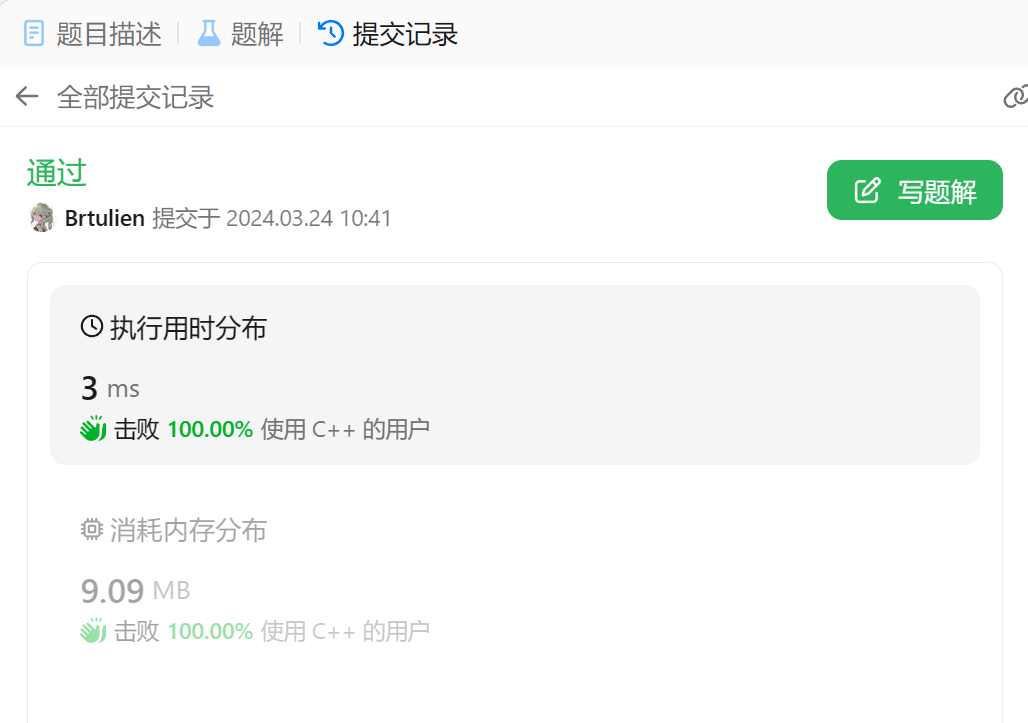 题目描述 题解 提交记录
全部提交记录
通过
写题解
Brtulien 提交于 2024.03.24 10:41
执行用时分布
3 ms
击败 100.00% 使用 C++ 的用户
消耗内存分布
9.09 MB
击败 100.00% 使用 C++ 的用户